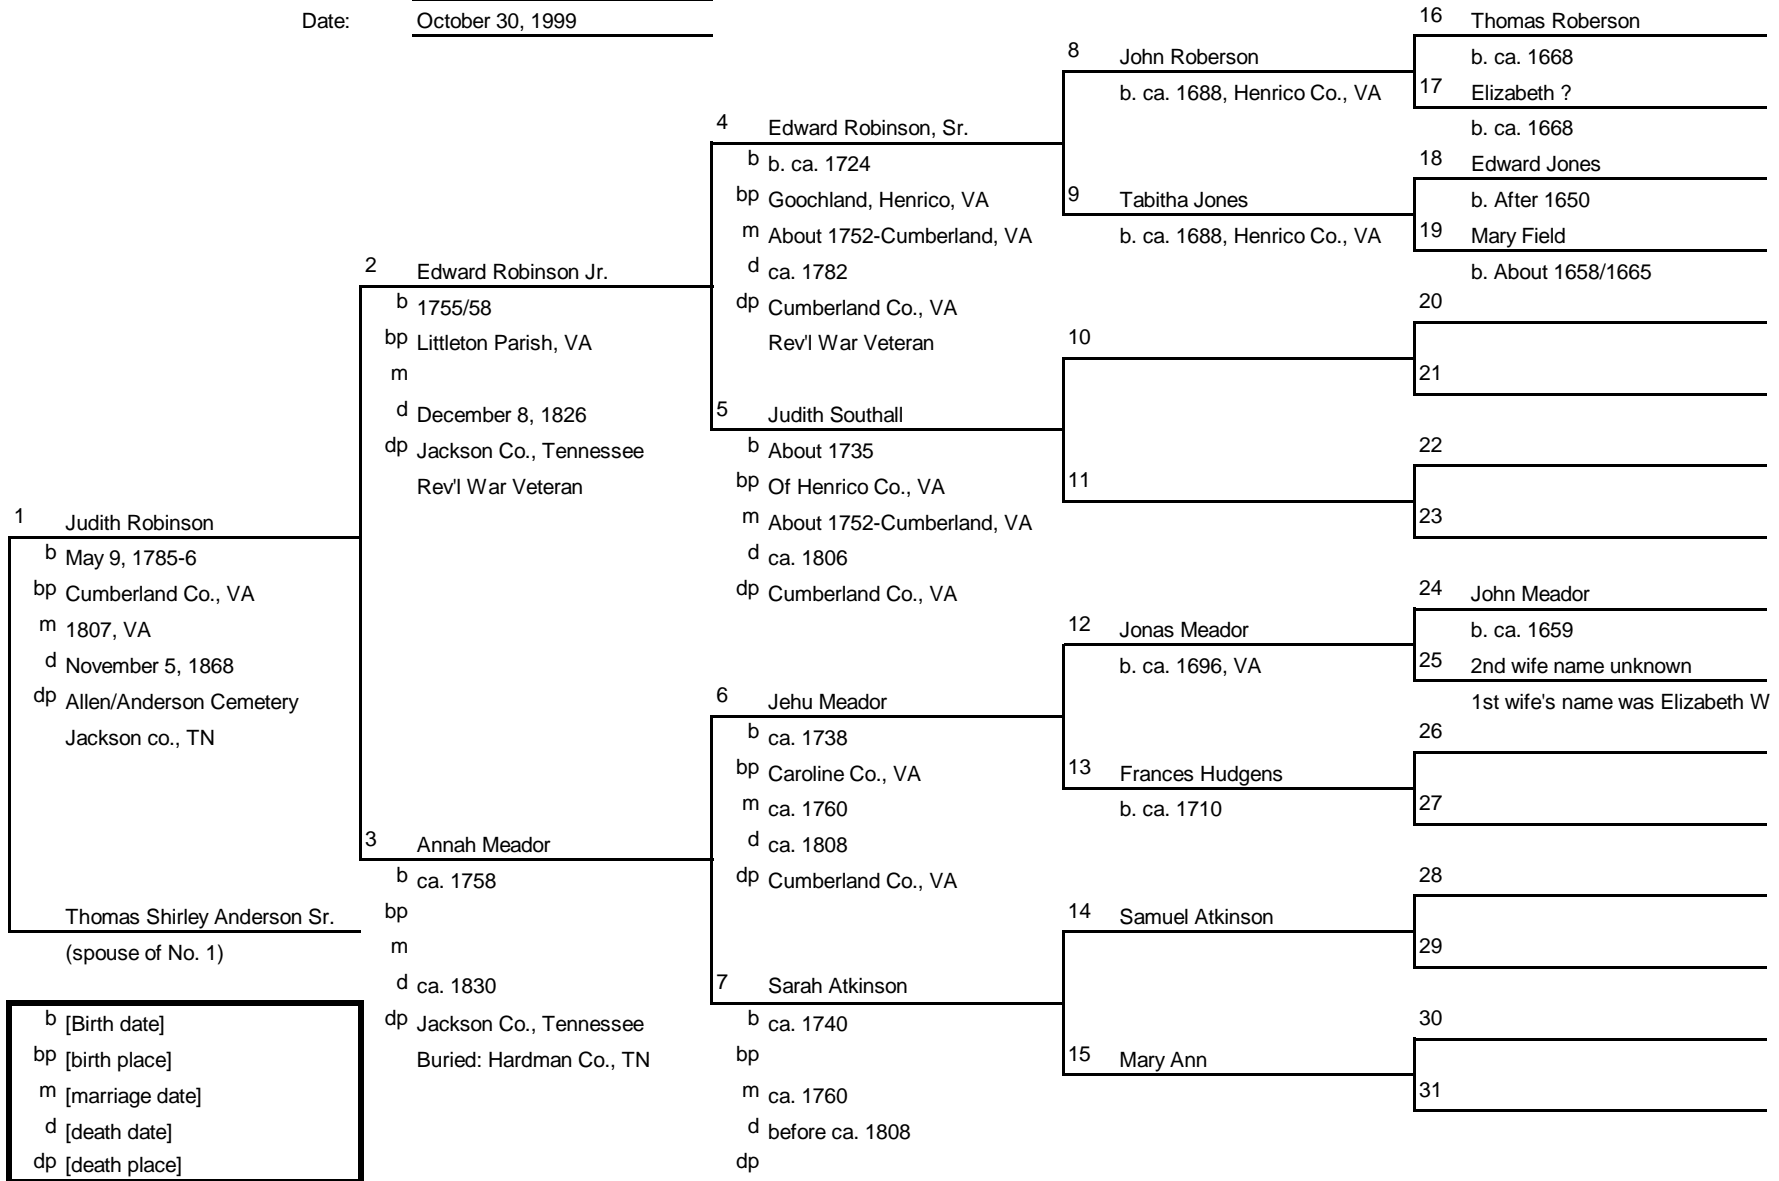 Date: October 30, 1999
1 Judith Robinson
b May 9, 1785-6
bp Cumberland Co., VA
m 1807, VA
d November 5, 1868
dp Allen/Anderson Cemetery
Jackson co., TN
Thomas Shirley Anderson Sr.
(spouse of No. 1)
b [Birth date]
bp [birth place]
m [marriage date]
d [death date]
dp [death place]
2 Edward Robinson Jr.
b 1755/58
bp Littleton Parish, VA
m
d December 8, 1826
dp Jackson Co., Tennessee
Rev'l War Veteran
3 Annah Meador
b ca. 1758
bp
m
d ca. 1830
dp Jackson Co., Tennessee
Buried: Hardman Co., TN
4 Edward Robinson, Sr.
b b. ca. 1724
bp Goochland, Henrico, VA
m About 1752-Cumberland, VA
d ca. 1782
dp Cumberland Co., VA
Rev'l War Veteran
5 Judith Southall
b About 1735
bp Of Henrico Co., VA
m About 1752-Cumberland, VA
d ca. 1806
dp Cumberland Co., VA
6 Jehu Meador
b ca. 1738
bp Caroline Co., VA
m ca. 1760
d ca. 1808
dp Cumberland Co., VA
7 Sarah Atkinson
b ca. 1740
bp
m ca. 1760
d before ca. 1808
dp
8 John Roberson
b. ca. 1688, Henrico Co., VA
9 Tabitha Jones
b. ca. 1688, Henrico Co., VA
10
11
12 Jonas Meador
b. ca. 1696, VA
13 Frances Hudgens
b. ca. 1710
14 Samuel Atkinson
15 Mary Ann
16 Thomas Roberson
b. ca. 1668
17 Elizabeth ?
b. ca. 1668
18 Edward Jones
b. After 1650
19 Mary Field
b. About 1658/1665
20
21
22
23
24 John Meador
b. ca. 1659
25 2nd wife name unknown
1st wife's name was Elizabeth W
26
27
28
29
30
31